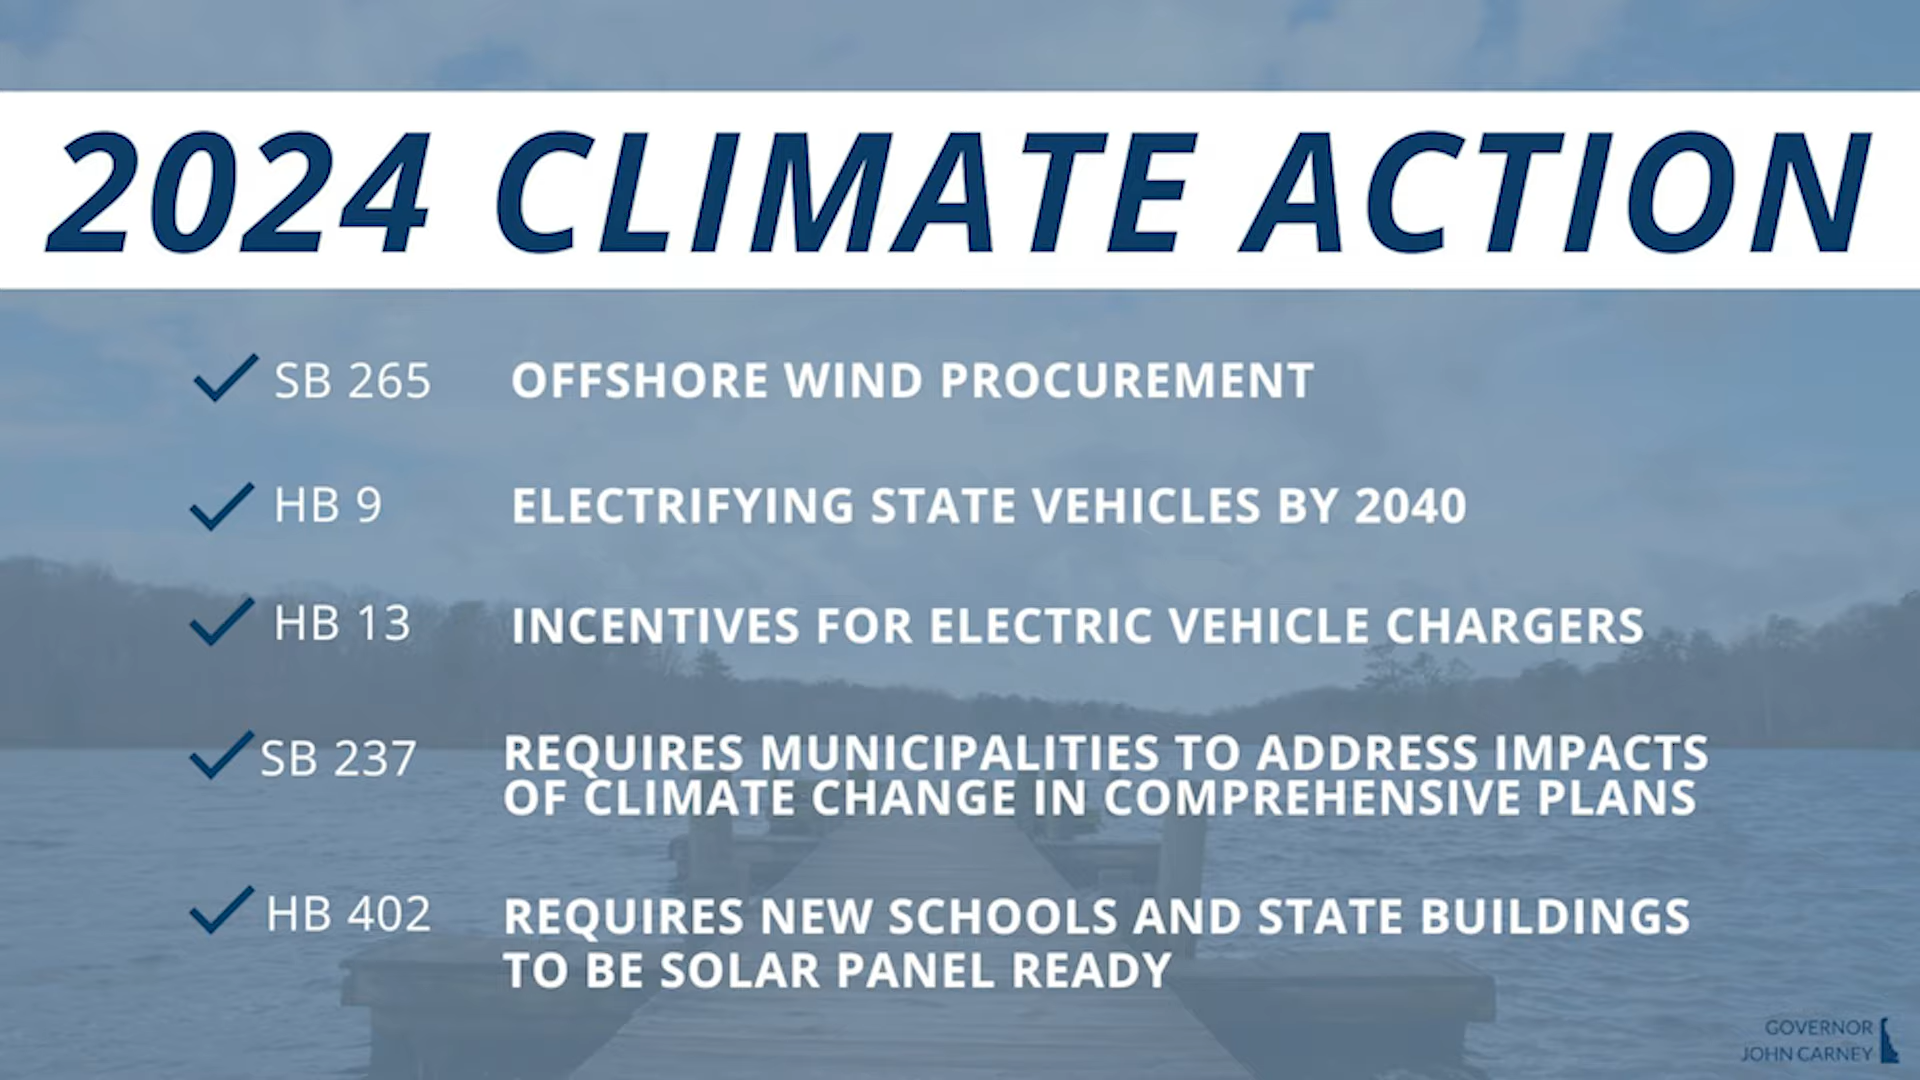 2024 CLIMATE ACTION
SB 265 OFFSHORE WIND PROCUREMENT
HB 9 ELECTRIFYING STATE VEHICLES BY 2040
HB 13 INCENTIVES FOR ELECTRIC VEHICLE CHARGERS
SB 237 REQUIRES MUNICIPALITIES TO ADDRESS IMPACTS
OF CLIMATE CHANGE IN COMPREHENSIVE PLANS
HB 402 REQUIRES NEW SCHOOLS AND STATE BUILDINGS
TO BE SOLAR PANEL READY
GOVERNOR
JOHN CARNEY